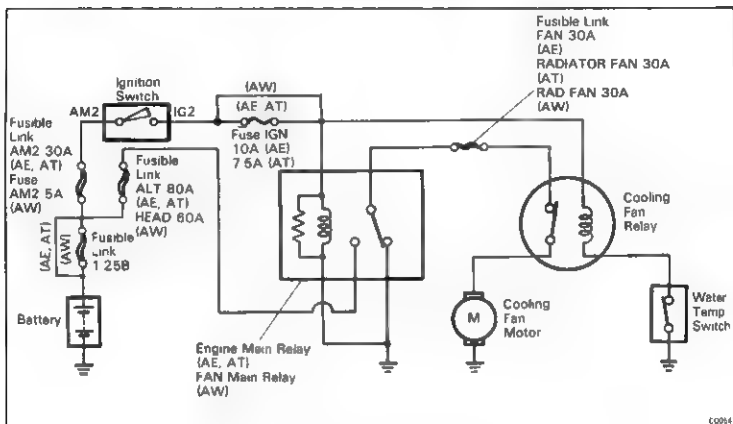 Fusible Link
FAN 30A
(AE)
RADIATOR FAN 30A
(AT)
RAD FAN 30A
(AW)
Ignition
Switch
AM2
IG2
(AW)
(AE AT)
Fuse IGN
10A (AE)
7 5A (AT)
Fusible
Link
AM2 30A
(AE, AT)
Fuse
AM2 5A
(AW)
Fusible
Link
ALT 80A
(AE, AT)
HEAD 60A
(AW)
(AE, AT)
(AW)
Fusible
Link
1 25B
Battery
Cooling
Fan
Relay
M
Cooling
Fan
Motor
Water
Temp
Switch
Engine Main Relay
(AE, AT)
FAN Main Relay
(AW)